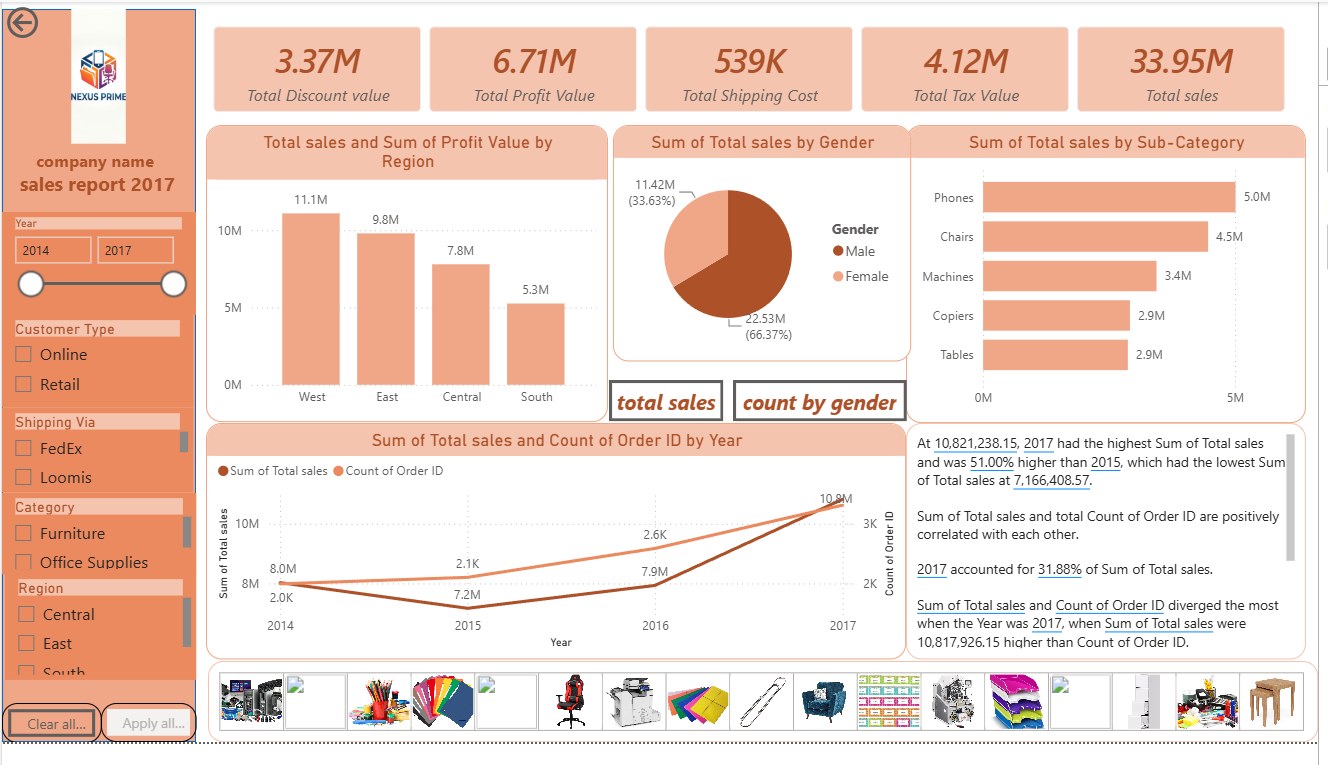 NEXUS PRIME
company name
sales report 2017
Year
2014
2017
Customer Type
Online
Retail
Shipping Via
FedEx
Loomis
Category
Furniture
Office Supplies
Region
Central
East
South
Clear all...
Apply all...
3.37M
Total Discount value
6.71M
Total Profit Value
539K
Total Shipping Cost
4.12M
Total Tax Value
33.95M
Total sales
Total sales and Sum of Profit Value by
Region
10M
5M
0M
11.1M
9.8M
7.8M
5.3M
West
East
Central
South
Sum of Total sales by Gender
11.42M
(33.63%)
22.53M
(66.37%)
Gender
Male
Female
total sales
count by gender
Sum of Total sales by Sub-Category
Phones
5.0M
Chairs
4.5M
Machines
3.4M
Copiers
2.9M
Tables
2.9M
0M
5M
Sum of Total sales and Count of Order ID by Year
Sum of Total sales
Count of Order ID
Sum of Total sales
10M
8M
8.0M
2.0K
2.1K
7.2M
2.6K
7.9M
10.8M
3K
2K
Count of Order ID
2014
2015
2016
2017
Year
At 10,821,238.15, 2017 had the highest Sum of Total sales
and was 51.00% higher than 2015, which had the lowest Sum
of Total sales at 7,166,408.57.
Sum of Total sales and total Count of Order ID are positively
correlated with each other.
2017 accounted for 31.88% of Sum of Total sales.
Sum of Total sales and Count of Order ID diverged the most
when the Year was 2017, when Sum of Total sales were
10,817,926.15 higher than Count of Order ID.